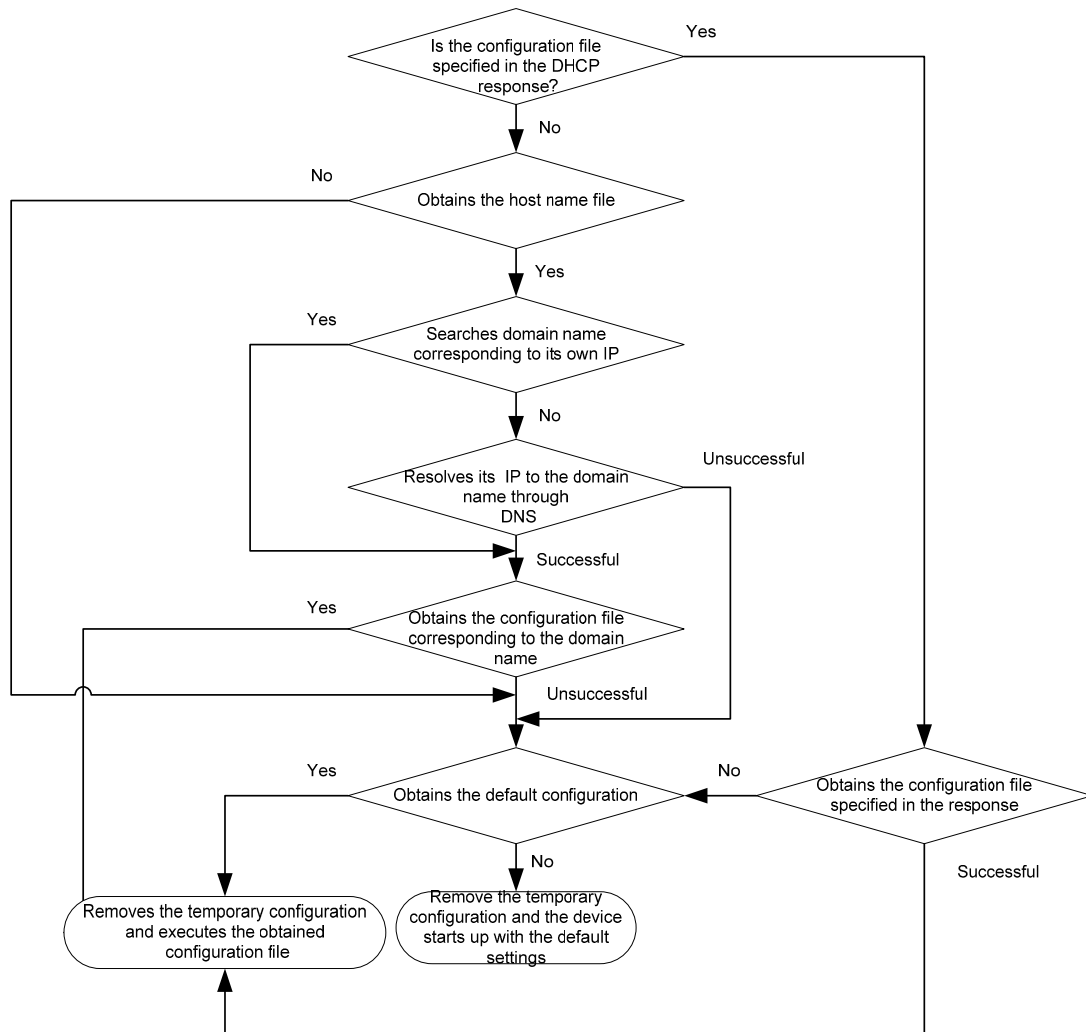 Is the configuration file
specified in the DHCP
response?
Yes
No
No
Obtains the host name file
Yes
Yes
Searches domain name
corresponding to its own IP
No
Unsuccessful
Resolves its IP to the domain
name through
DNS
Successful
Yes
Obtains the configuration file
corresponding to the domain
name
Unsuccessful
Yes
No
Obtains the default configuration
Obtains the configuration file
specified in the response
No
Successful
Removes the temporary configuration
and executes the obtained
configuration file
Remove the temporary
configuration and the device
starts up with the default
settings